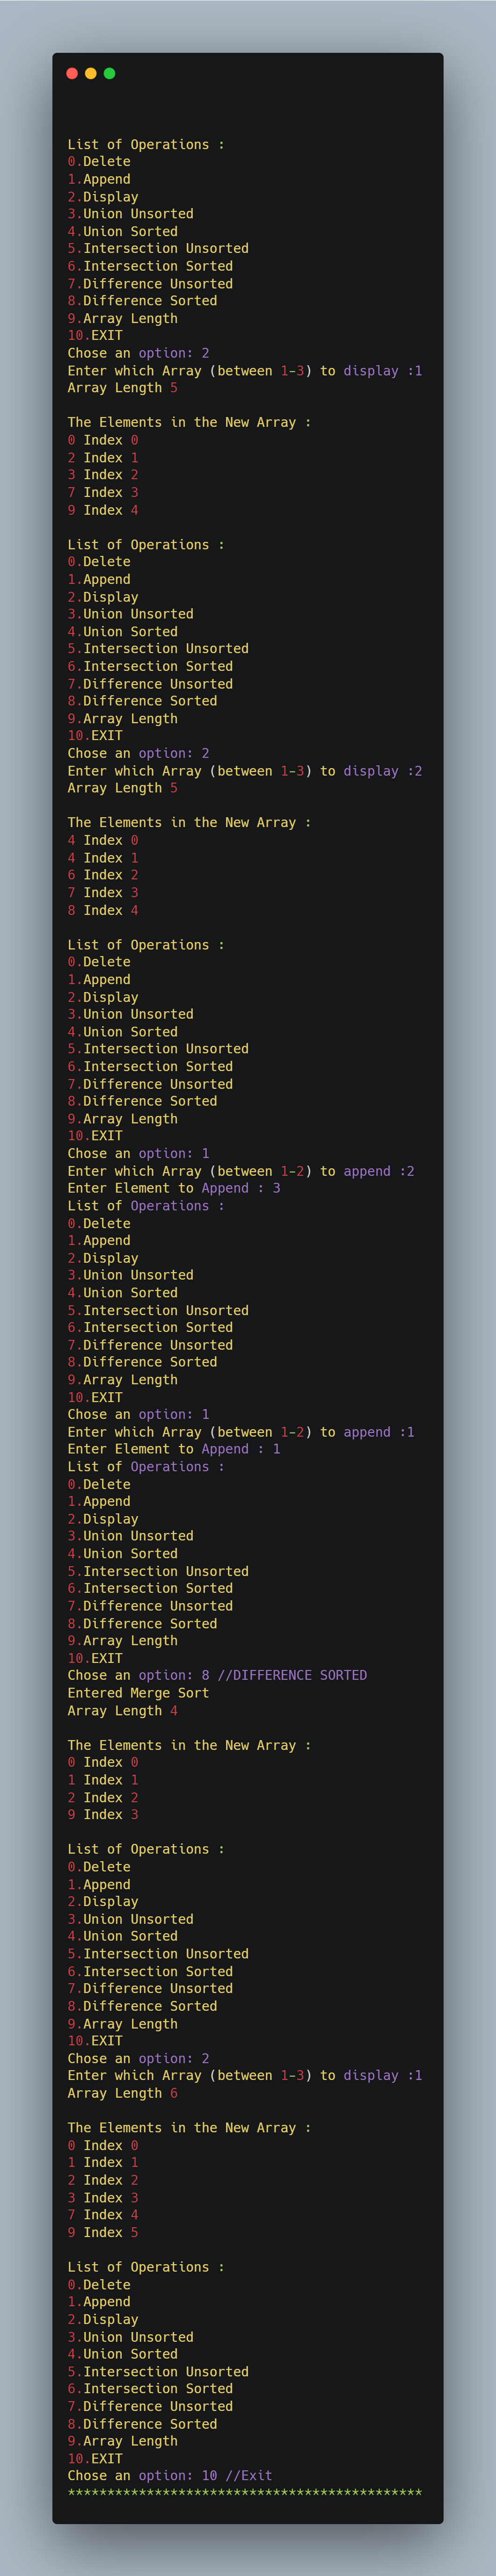 List of Operations :
0.Delete
1.Append
2.Display
3.Union Unsorted
4.Union Sorted
5.Intersection Unsorted
6.Intersection Sorted
7.Difference Unsorted
8.Difference Sorted
9.Array Length
10.EXIT
Chose an option: 2
Enter which Array (between 1-3) to display :1
Array Length 5

The Elements in the New Array :
0 Index 0
2 Index 1
3 Index 2
7 Index 3
9 Index 4

List of Operations :
0.Delete
1.Append
2.Display
3.Union Unsorted
4.Union Sorted
5.Intersection Unsorted
6.Intersection Sorted
7.Difference Unsorted
8.Difference Sorted
9.Array Length
10.EXIT
Chose an option: 2
Enter which Array (between 1-3) to display :2
Array Length 5

The Elements in the New Array :
4 Index 0
4 Index 1
6 Index 2
7 Index 3
8 Index 4

List of Operations :
0.Delete
1.Append
2.Display
3.Union Unsorted
4.Union Sorted
5.Intersection Unsorted
6.Intersection Sorted
7.Difference Unsorted
8.Difference Sorted
9.Array Length
10.EXIT
Chose an option: 1
Enter which Array (between 1-2) to append :2
Enter Element to Append : 3
List of Operations :
0.Delete
1.Append
2.Display
3.Union Unsorted
4.Union Sorted
5.Intersection Unsorted
6.Intersection Sorted
7.Difference Unsorted
8.Difference Sorted
9.Array Length
10.EXIT
Chose an option: 1
Enter which Array (between 1-2) to append :1
Enter Element to Append : 1
List of Operations :
0.Delete
1.Append
2.Display
3.Union Unsorted
4.Union Sorted
5.Intersection Unsorted
6.Intersection Sorted
7.Difference Unsorted
8.Difference Sorted
9.Array Length
10.EXIT
Chose an option: 8 //DIFFERENCE SORTED
Entered Merge Sort
Array Length 4

The Elements in the New Array :
0 Index 0
1 Index 1
2 Index 2
9 Index 3

List of Operations :
0.Delete
1.Append
2.Display
3.Union Unsorted
4.Union Sorted
5.Intersection Unsorted
6.Intersection Sorted
7.Difference Unsorted
8.Difference Sorted
9.Array Length
10.EXIT
Chose an option: 2
Enter which Array (between 1-3) to display :1
Array Length 6

The Elements in the New Array :
0 Index 0
1 Index 1
2 Index 2
3 Index 3
7 Index 4
9 Index 5

List of Operations :
0.Delete
1.Append
2.Display
3.Union Unsorted
4.Union Sorted
5.Intersection Unsorted
6.Intersection Sorted
7.Difference Unsorted
8.Difference Sorted
9.Array Length
10.EXIT
Chose an option: 10 //Exit
*********************************************